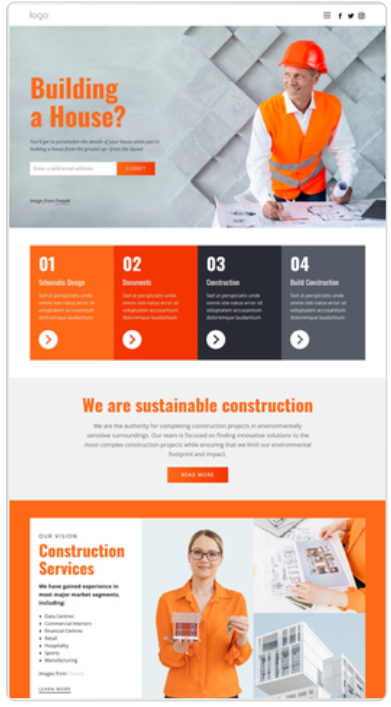 logo
Building
a House?
You'll get to personalize the details of your house when you're
building a house from the ground up- from the layout
Enter a valid email address
SUBMIT
Image from Freepik
01
Schematic Design
Sed ut perspiciatis unde
omnis iste natus error sit
voluptatem accusantium
doloremque laudantium
02
Documents
Sed ut perspiciatis unde
omnis iste natus error sit
voluptatem accusantium
doloremque laudantium
03
Construction
Sed ut perspiciatis unde
omnis iste natus error sit
voluptatem accusantium
doloremque laudantium
04
Build Construction
Sed ut perspiciatis unde
omnis iste natus error sit
voluptatem accusantium
doloremque laudantium
We are sustainable construction
We are the authority for completing construction projects in environmentally
sensitive surroundings. Our team is focused on finding innovative solutions to the
most complex construction projects while ensuring that we limit our environmental
footprint and impact.
READ MORE
OUR VISION
Construction
Services
We have gained experience in
most major market segments,
including:
Data Centres
Commercial Interiors
Financial Centres
Retail
Hospitality
Sports
Manufacturing
Images from Freepik
LEARN MORE